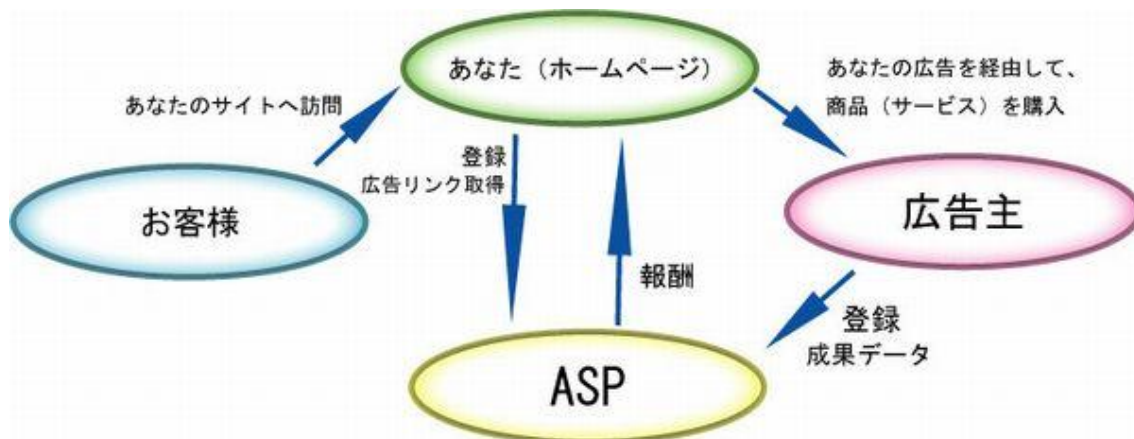 あなた（ホームページ）
あなたの広告を経由して、
商品（サービス）を購入
あなたのサイトへ訪問
登録
広告リンク取得
お客様
広告主
報酬
登録
成果データ
ASP